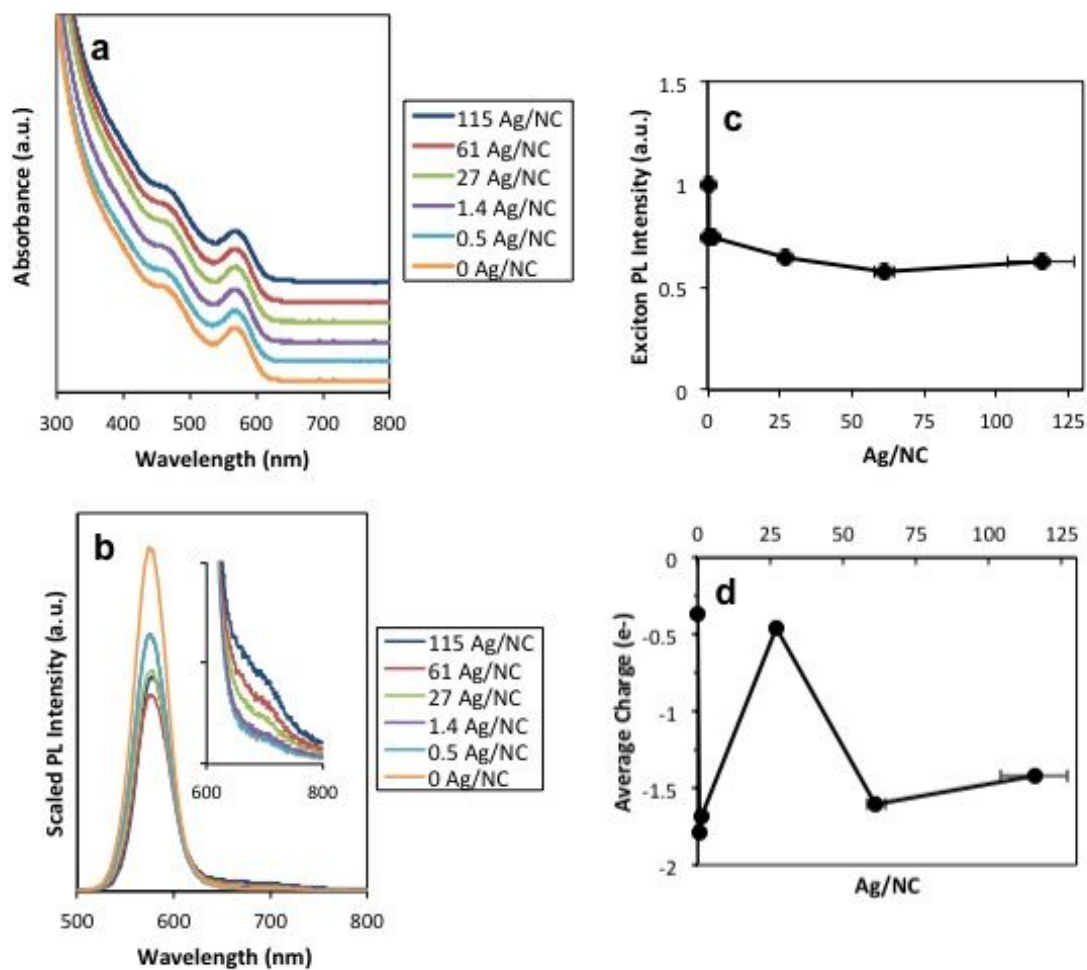 a
Absorbance (a.u.)
115 Ag/NC
61 Ag/NC
27 Ag/NC
1.4 Ag/NC
0.5 Ag/NC
0 Ag/NC
300 400 500 600 700 800
Wavelength (nm)
c
Exciton PL Intensity (a.u.)
1.5
1
0.5
0
0 25 50 75 100 125
Ag/NC
b
Scaled PL Intensity (a.u.)
600 800
115 Ag/NC
61 Ag/NC
27 Ag/NC
1.4 Ag/NC
0.5 Ag/NC
0 Ag/NC
500 600 700 800
Wavelength (nm)
0 25 50 75 100 125
d
Average Charge (e-)
0
-0.5
-1
-1.5
-2
Ag/NC